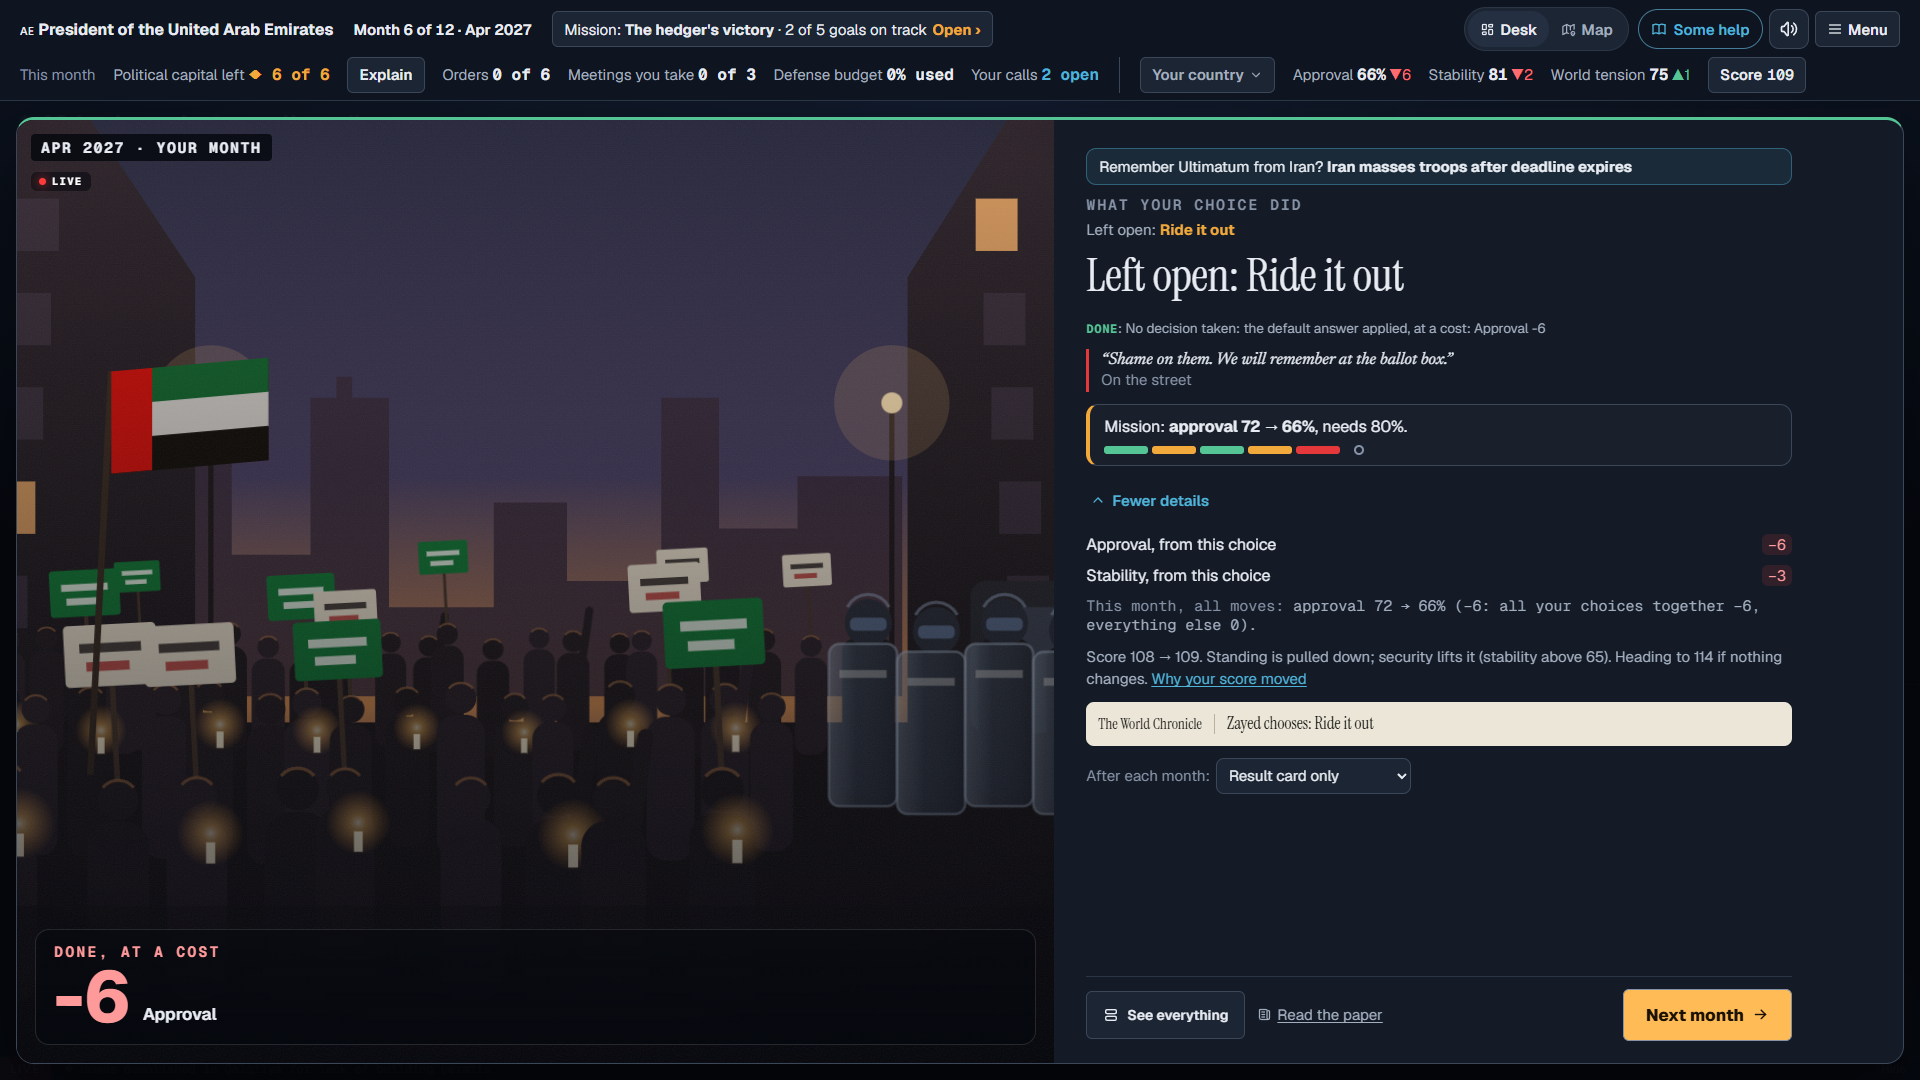 AE President of the United Arab Emirates
Month 6 of 12 · Apr 2027
Mission: The hedger's victory · 2 of 5 goals on track Open ›
Desk
Map
Some help
Menu
This month
Political capital left 6 of 6
Explain
Orders 0 of 6
Meetings you take 0 of 3
Defense budget 0% used
Your calls 2 open
Your country
Approval 66% ▼6
Stability 81 ▼2
World tension 75 ▲1
Score 109
APR 2027 · YOUR MONTH
LIVE
Remember Ultimatum from Iran? Iran masses troops after deadline expires
WHAT YOUR CHOICE DID
Left open: Ride it out
Left open: Ride it out
DONE: No decision taken: the default answer applied, at a cost: Approval -6
“Shame on them. We will remember at the ballot box.”
On the street
Mission: approval 72 → 66%, needs 80%.
Fewer details
Approval, from this choice −6
Stability, from this choice −3
This month, all moves: approval 72 → 66% (−6: all your choices together −6,
everything else 0).
Score 108 → 109. Standing is pulled down; security lifts it (stability above 65). Heading to 114 if nothing
changes. Why your score moved
The World Chronicle
Zayed chooses: Ride it out
After each month: Result card only
DONE, AT A COST
-6 Approval
See everything
Read the paper
Next month →